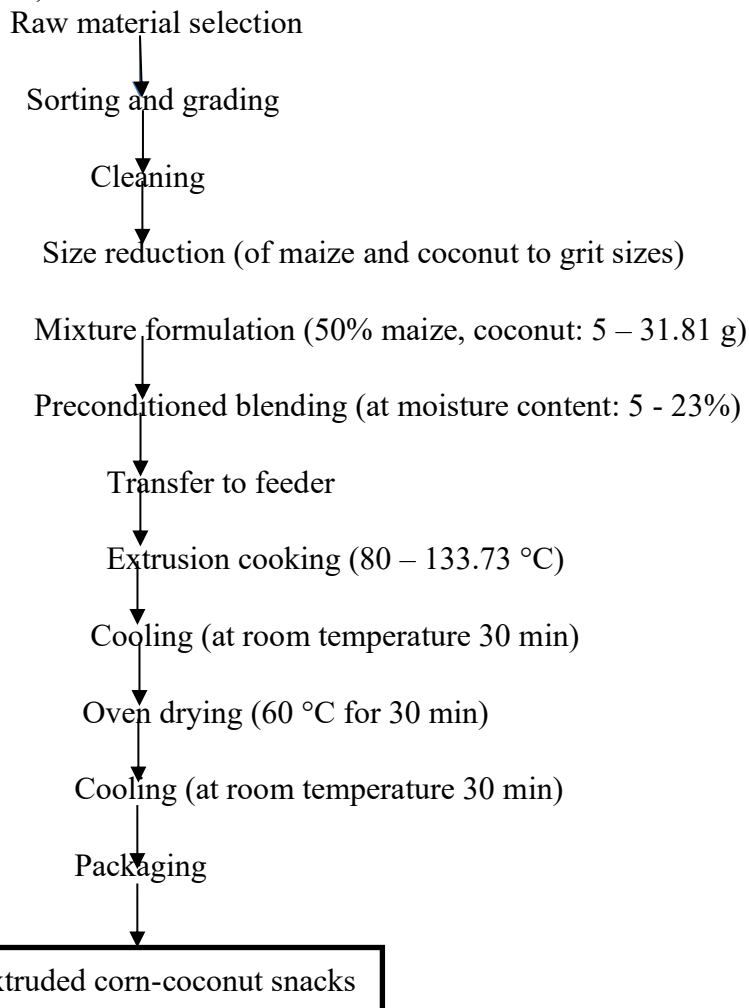 Raw material selection
Sorting and grading
Cleaning
Size reduction (of maize and coconut to grit sizes)
Mixture formulation (50% maize, coconut: 5 – 31.81 g)
Preconditioned blending (at moisture content: 5 - 23%)
Transfer to feeder
Extrusion cooking (80 – 133.73 °C)
Cooling (at room temperature 30 min)
Oven drying (60 °C for 30 min)
Cooling (at room temperature 30 min)
Packaging
corn-coconut snacks